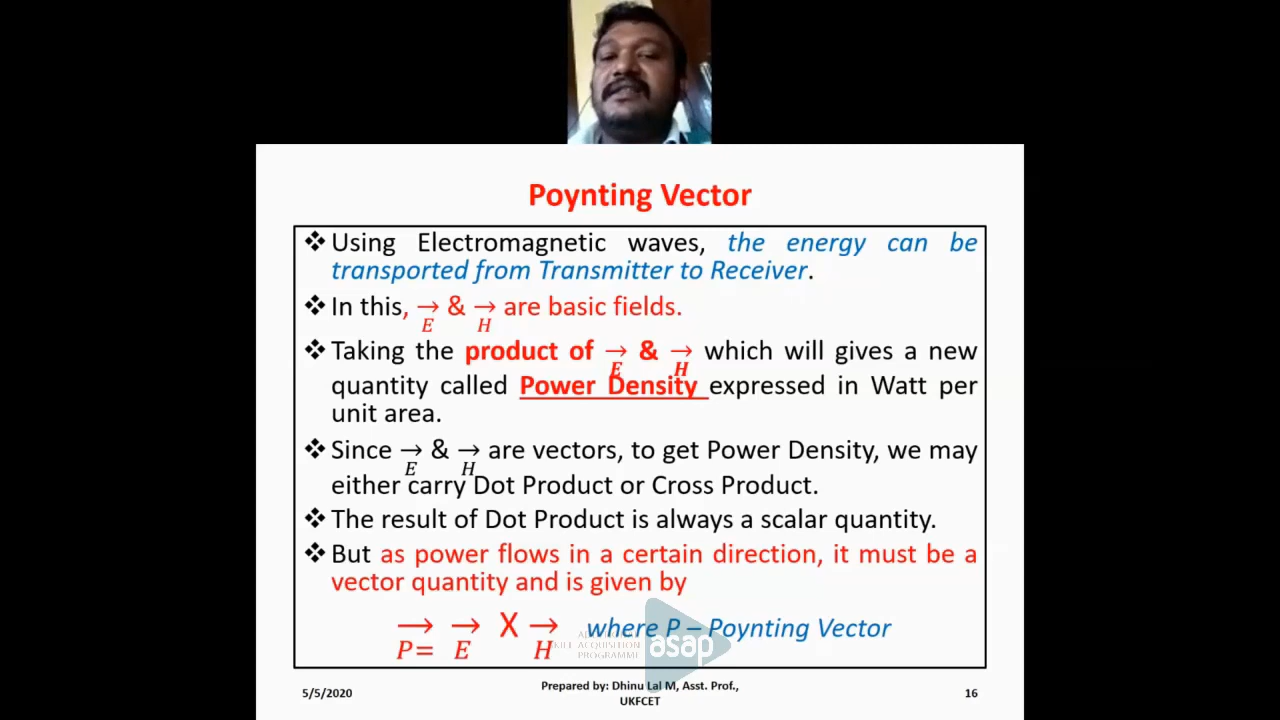 Poynting Vector
❖Using Electromagnetic waves, the energy can be
transported from Transmitter to Receiver.
❖In this, →E & →H are basic fields.
❖Taking the product of →E & →H which will gives a new
quantity called Power Density expressed in Watt per
unit area.
❖Since →E & →H are vectors, to get Power Density, we may
either carry Dot Product or Cross Product.
❖The result of Dot Product is always a scalar quantity.
❖But as power flows in a certain direction, it must be a
vector quantity and is given by
→P= →E X →H where P – Poynting Vector
SKILL ACQUISITION
PROGRAMME
asap
5/5/2020 Prepared by: Dhinu Lal M, Asst. Prof., 16
UKFCET